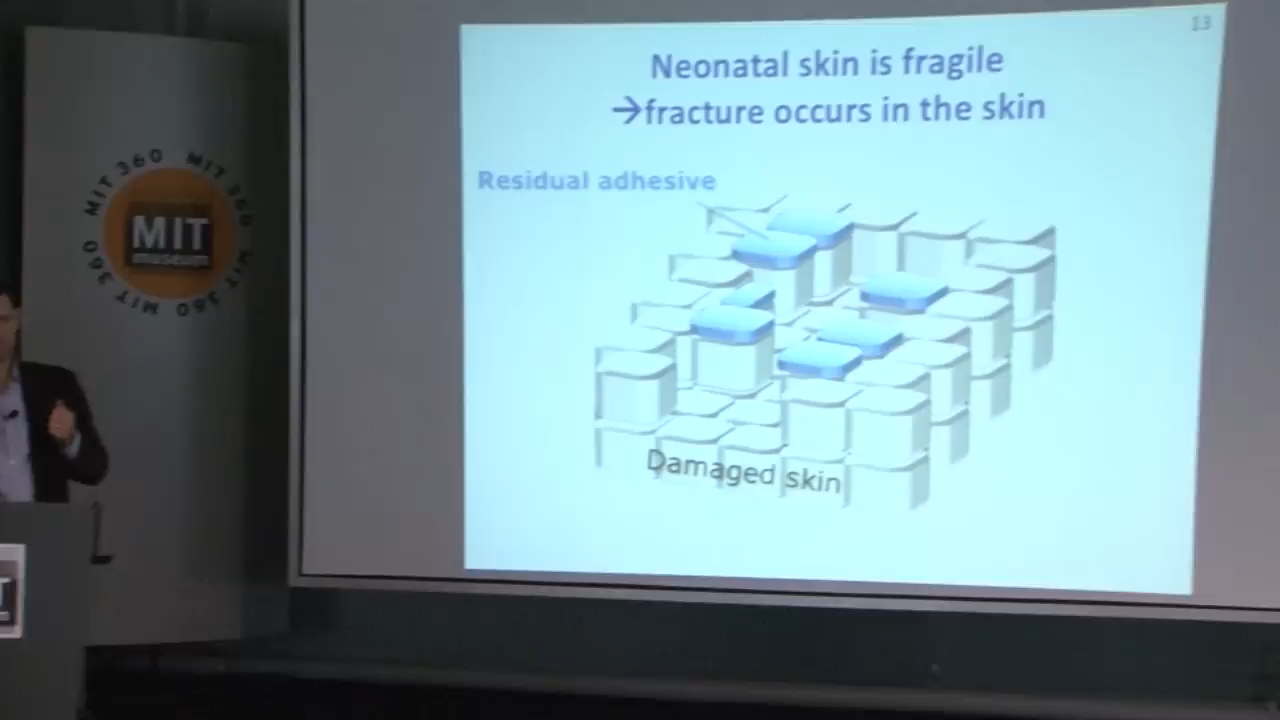 13
Neonatal skin is fragile
→fracture occurs in the skin
Residual adhesive
Damaged skin
MIT 360 MIT 360 MIT 360 MIT 360
MIT
museum